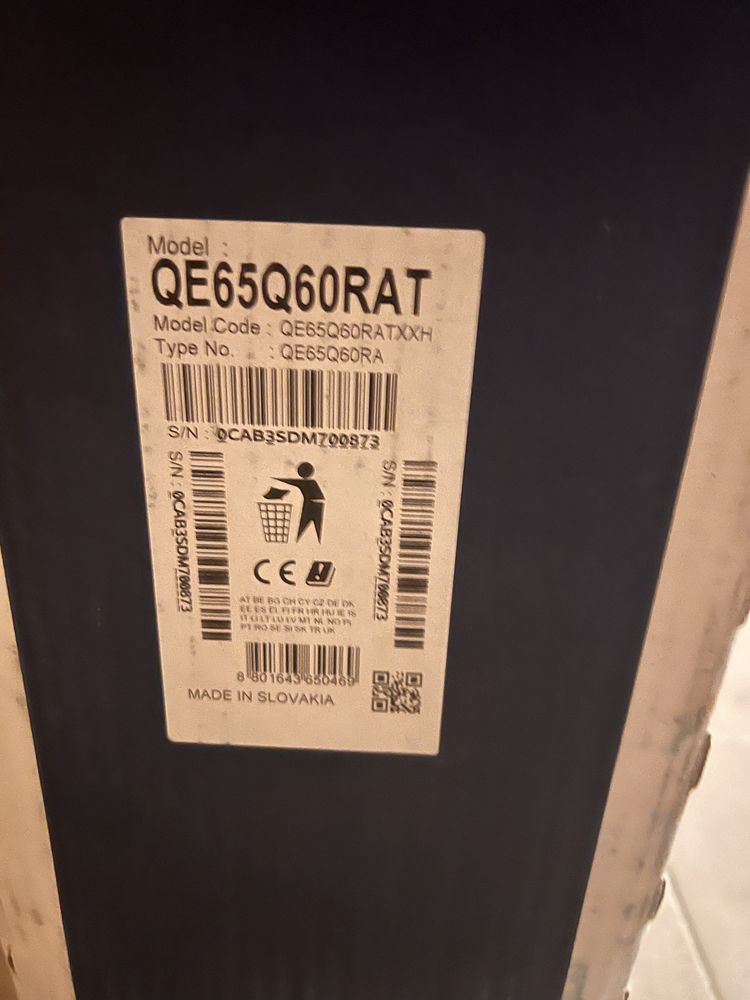 Model :
QE65Q60RAT
Model Code : QE65Q60RATXXH
Type No. : QE65Q60RA
S/N : 0CAB3SDM700873
S/N : 0CAB3SDM700873
S/N : 0CAB3SDM700873
CE
AT BE BG CH CY CZ DE DK
EE ES EL FI FR HR HU IE IS
IT LI LT LU LV MT NL NO PL
PT RO SE SI SK TR UK
8 801643 650469
MADE IN SLOVAKIA